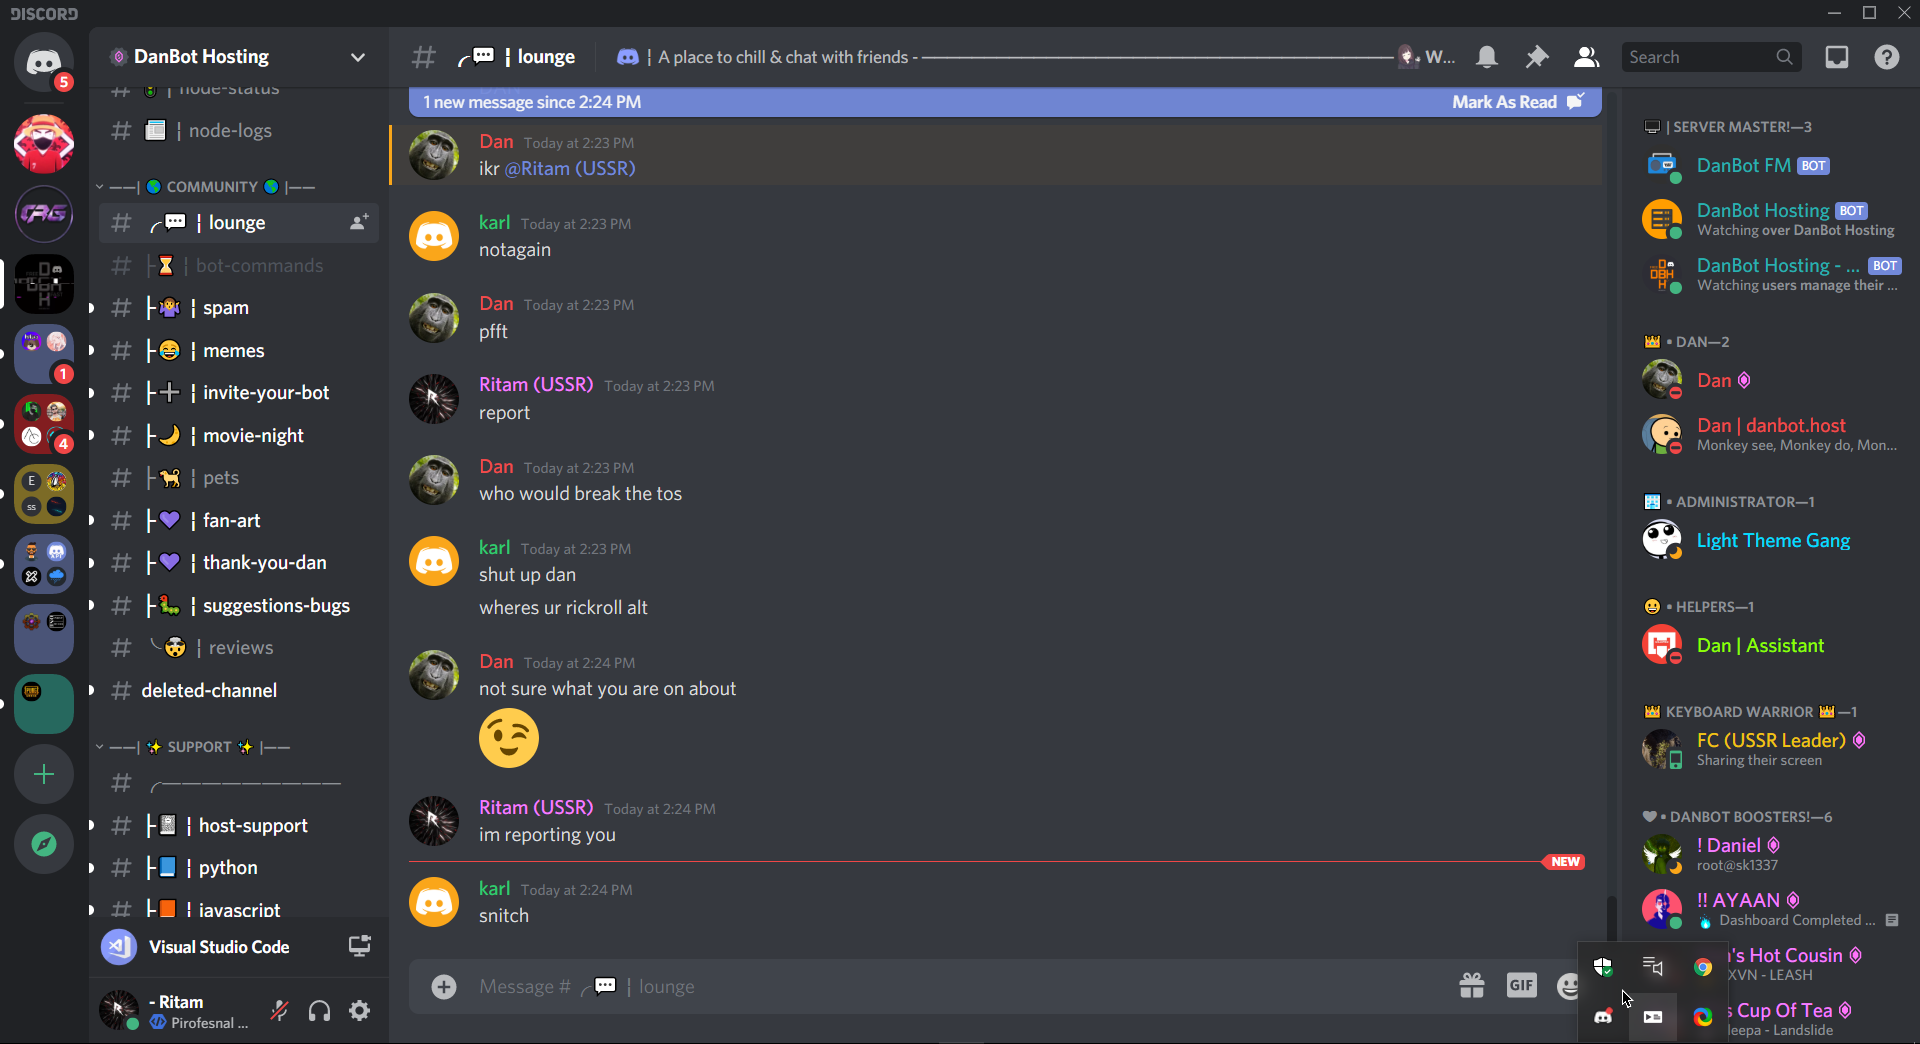 DISCORD
5
1
4
E
ss
DanBot Hosting
# | node-status
# | node-logs
——| COMMUNITY |——
# | lounge
# | bot-commands
# | spam
# | memes
# | invite-your-bot
# | movie-night
# | pets
# | fan-art
# | thank-you-dan
# | suggestions-bugs
# | reviews
# deleted-channel
——| SUPPORT |——
# ╭—————————
# | host-support
# | python
# | javascript
Visual Studio Code
- Ritam
Pirofesnal ...
# | lounge
| A place to chill & chat with friends - ——————————————————— W...
Search
1 new message since 2:24 PM
Mark As Read
Dan Today at 2:23 PM
ikr @Ritam (USSR)
karl Today at 2:23 PM
notagain
Dan Today at 2:23 PM
pfft
Ritam (USSR) Today at 2:23 PM
report
Dan Today at 2:23 PM
who would break the tos
karl Today at 2:23 PM
shut up dan
wheres ur rickroll alt
Dan Today at 2:24 PM
not sure what you are on about
Ritam (USSR) Today at 2:24 PM
im reporting you
NEW
karl Today at 2:24 PM
snitch
Message # | lounge
GIF
| SERVER MASTER!—3
DanBot FM BOT
DanBot Hosting BOT
Watching over DanBot Hosting
DanBot Hosting - ... BOT
Watching users manage their ...
• DAN—2
Dan
Dan | danbot.host
Monkey see, Monkey do, Mon...
• ADMINISTRATOR—1
Light Theme Gang
• HELPERS—1
Dan | Assistant
KEYBOARD WARRIOR —1
FC (USSR Leader)
Sharing their screen
• DANBOT BOOSTERS!—6
! Daniel
root@sk1337
!! AYAAN
Dashboard Completed ...
's Hot Cousin
XVN - LEASH
s Cup Of Tea
leepa - Landslide